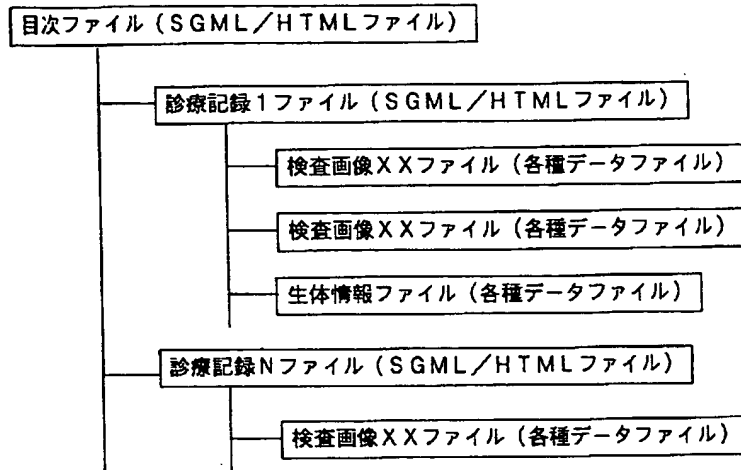 目次ファイル（ＳＧＭＬ／ＨＴＭＬファイル）
診療記録１ファイル（ＳＧＭＬ／ＨＴＭＬファイル）
検査画像ＸＸファイル（各種データファイル）
検査画像ＸＸファイル（各種データファイル）
生体情報ファイル（各種データファイル）
診療記録Ｎファイル（ＳＧＭＬ／ＨＴＭＬファイル）
検査画像ＸＸファイル（各種データファイル）